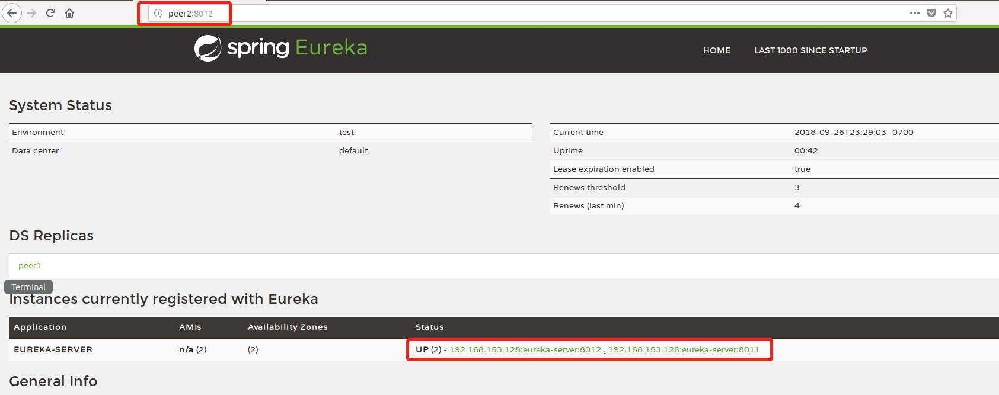 peer2:8012
spring Eureka
HOME LAST 1000 SINCE STARTUP
System Status
Environment test
Data center default
Current time 2018-09-26T23:29:03 -0700
Uptime 00:42
Lease expiration enabled true
Renews threshold 3
Renews (last min) 4
DS Replicas
peer1
Terminal
Instances currently registered with Eureka
Application AMIs Availability Zones Status
EUREKA-SERVER n/a (2) (2) UP (2) - 192.168.153.128:eureka-server:8012 , 192.168.153.128:eureka-server:8011
General Info